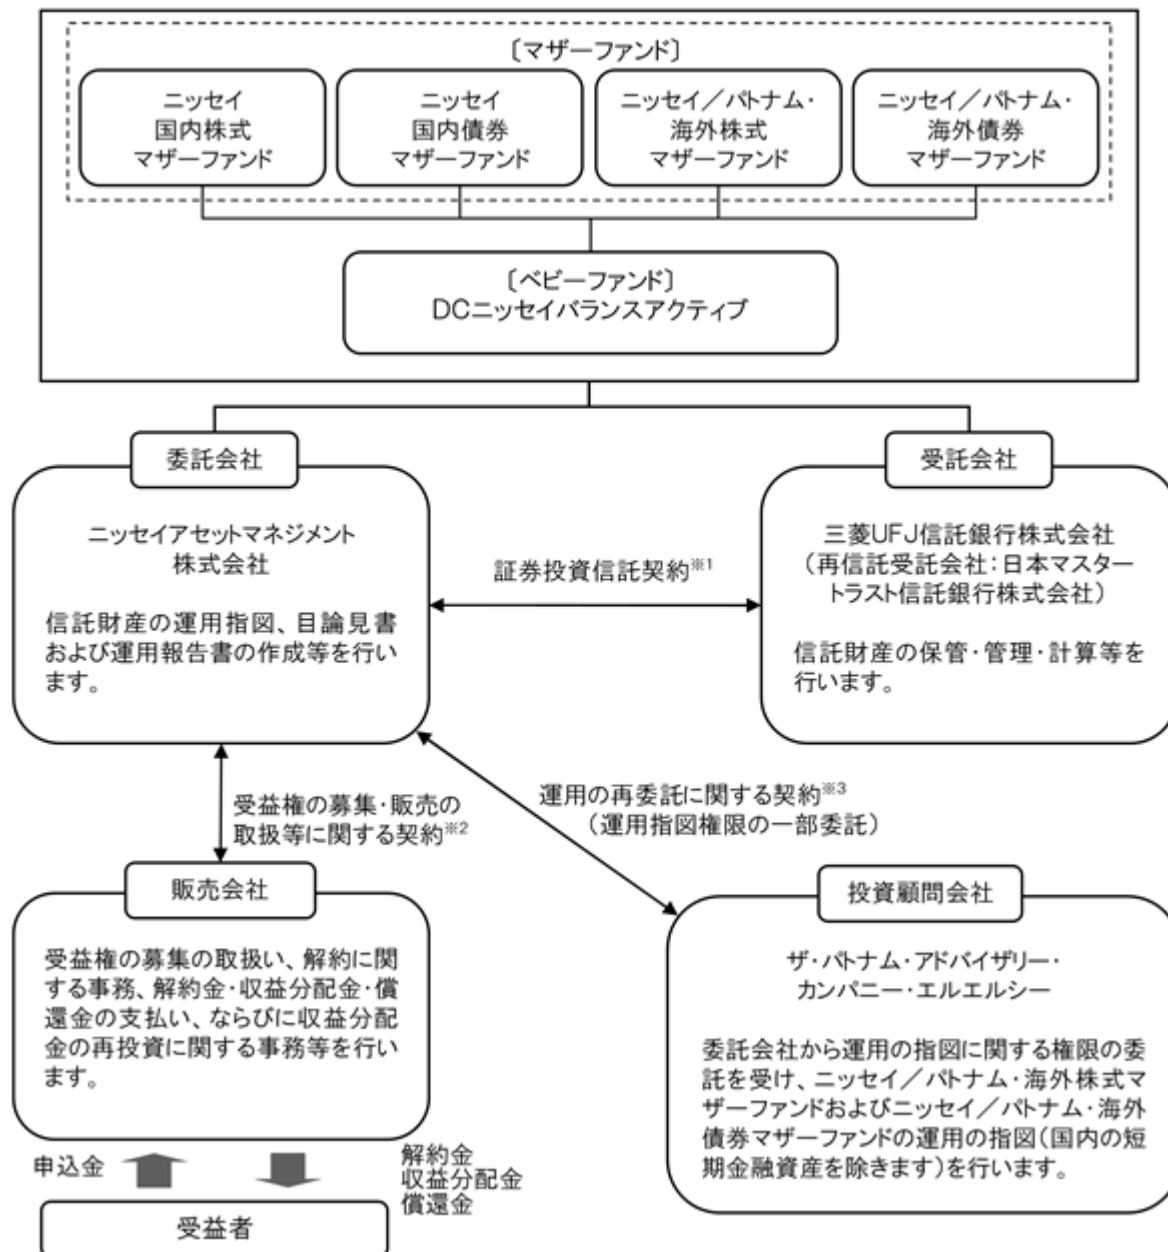 〔マザーファンド〕
ニッセイ
国内株式
マザーファンド
ニッセイ
国内債券
マザーファンド
ニッセイ／パトナム・
海外株式
マザーファンド
ニッセイ／パトナム・
海外債券
マザーファンド
〔ベビーファンド〕
DCニッセイバランスアクティブ
委託会社
ニッセイアセットマネジメント
株式会社
信託財産の運用指図、目論見書
および運用報告書の作成等を行い
ます。
証券投資信託契約※1
受託会社
三菱UFJ信託銀行株式会社
（再信託受託会社：日本マスター
トラスト信託銀行株式会社）
信託財産の保管・管理・計算等を
行います。
受益権の募集・販売の
取扱等に関する契約※2
運用の再委託に関する契約※3
（運用指図権限の一部委託）
販売会社
受益権の募集の取扱い、解約に関
する事務、解約金・収益分配金・償
還金の支払い、ならびに収益分配
金の再投資に関する事務等を行い
ます。
投資顧問会社
ザ・パトナム・アドバイザリー・
カンパニー・エルエルシー
委託会社から運用の指図に関する権限の委
託を受け、ニッセイ／パトナム・海外株式マ
ザーファンドおよびニッセイ／パトナム・海外
債券マザーファンドの運用の指図（国内の短
期金融資産を除きます）を行います。
申込金
解約金
収益分配金
償還金
受益者